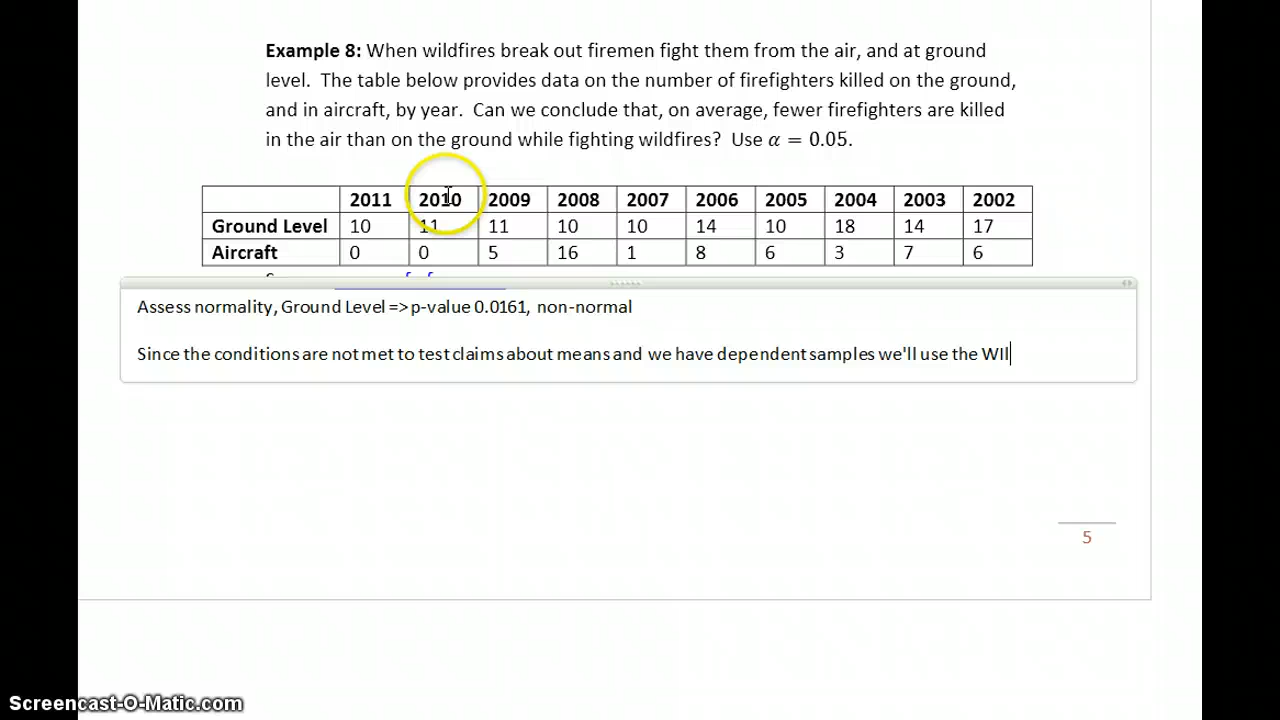 Example 8: When wildfires break out firemen fight them from the air, and at ground
level. The table below provides data on the number of firefighters killed on the ground,
and in aircraft, by year. Can we conclude that, on average, fewer firefighters are killed
in the air than on the ground while fighting wildfires? Use α = 0.05.
2011 2010 2009 2008 2007 2006 2005 2004 2003 2002
Ground Level 10 11 11 10 10 14 10 18 14 17
Aircraft 0 0 5 16 1 8 6 3 7 6
Assess normality, Ground Level => p-value 0.0161, non-normal
Since the conditions are not met to test claims about means and we have dependent samples we'll use the WIl
5
Screencast-O-Matic.com